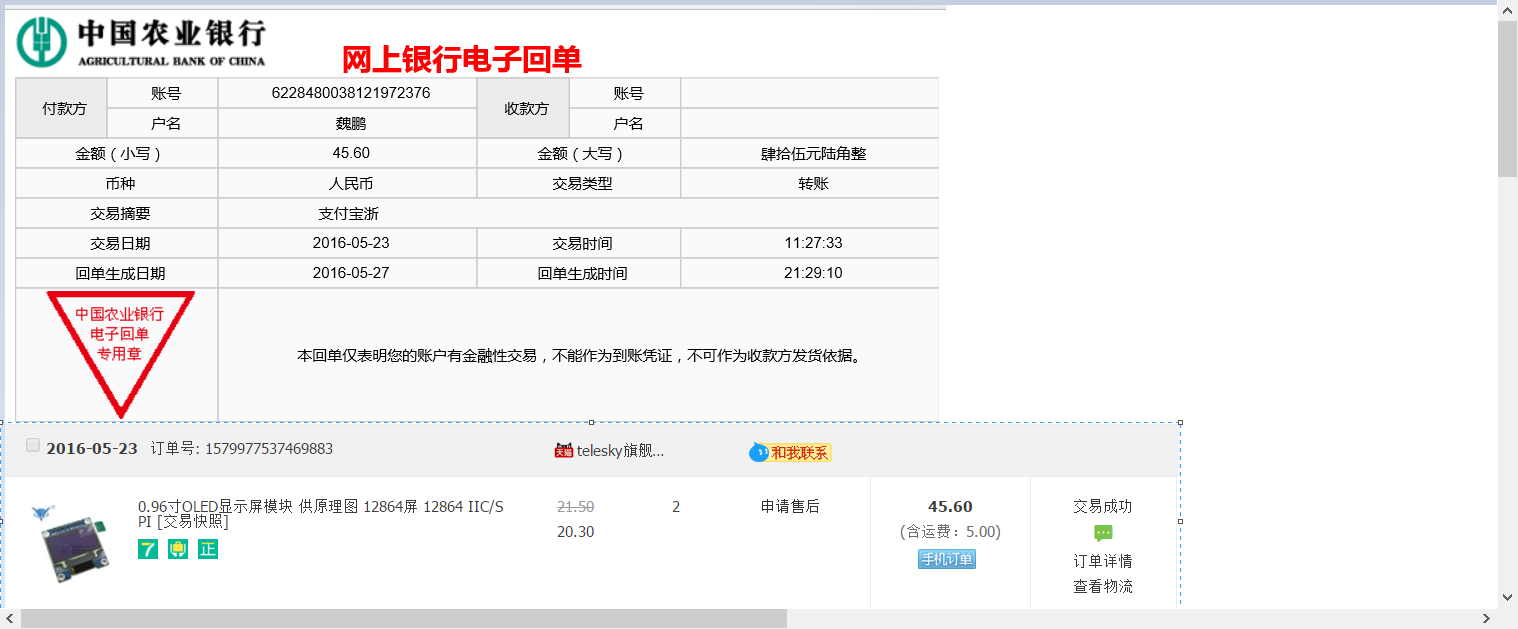 中国农业银行
AGRICULTURAL BANK OF CHINA
网上银行电子回单
付款方 账号 6228480038121972376 收款方 账号
户名 魏鹏 户名
金额（小写） 45.60 金额（大写） 肆拾伍元陆角整
币种 人民币 交易类型 转账
交易摘要 支付宝浙
交易日期 2016-05-23 交易时间 11:27:33
回单生成日期 2016-05-27 回单生成时间 21:29:10
中国农业银行
电子回单
专用章
本回单仅表明您的账户有金融性交易，不能作为到账凭证，不可作为收款方发货依据。
2016-05-23 订单号: 1579977537469883 天猫 telesky旗舰... 和我联系
0.96寸OLED显示屏模块 供原理图 12864屏 12864 IIC/S 21.50 2 申请售后 45.60 交易成功
PI [交易快照] 20.30 (含运费：5.00)
7 正 手机订单 订单详情
查看物流